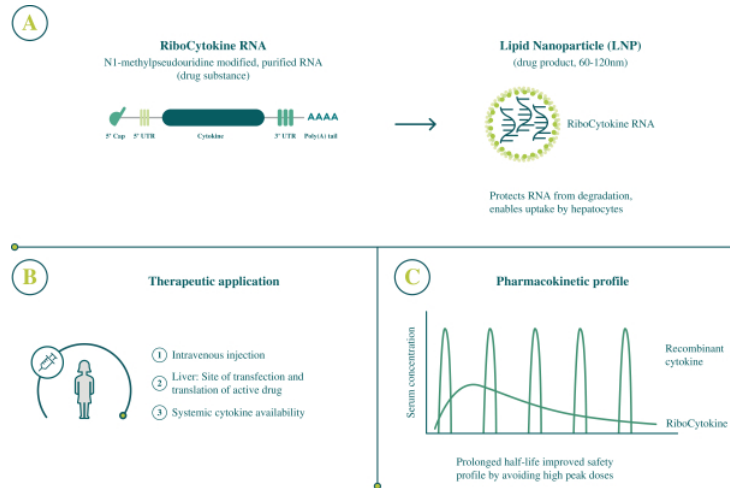 A
RiboCytokine RNA
N1-methylpseudouridine modified, purified RNA
(drug substance)
5' Cap
5' UTR
Cytokine
3' UTR
Poly(A) tail
AAAA
Lipid Nanoparticle (LNP)
(drug product, 60-120nm)
RiboCytokine RNA
Protects RNA from degradation,
enables uptake by hepatocytes
B
Therapeutic application
1 Intravenous injection
2 Liver: Site of transfection and
translation of active drug
3 Systemic cytokine availability
C
Pharmacokinetic profile
Serum concentration
Recombinant
cytokine
RiboCytokine
Prolonged half-life improved safety
profile by avoiding high peak doses